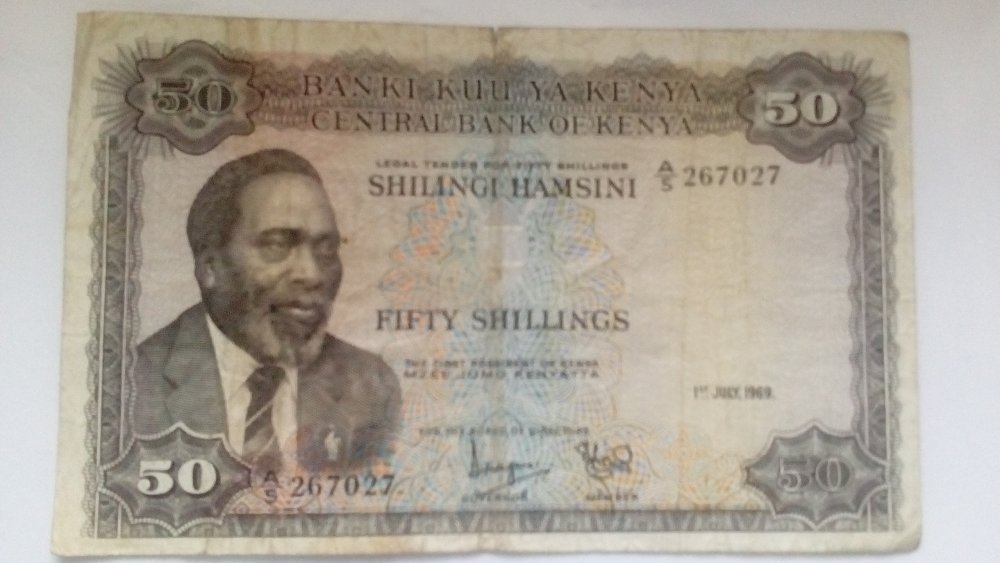 50 BANKI KUU YA KENYA 50
CENTRAL BANK OF KENYA
LEGAL TENDER FOR FIFTY SHILLINGS
SHILINGI HAMSINI A/5 267027
FIFTY SHILLINGS
THE FIRST PRESIDENT OF KENYA
MZEE JOMO KENYATTA
1ST JULY, 1969.
FOR THE BOARD OF DIRECTORS
50 A/5 267027 50
GOVERNOR MEMBER